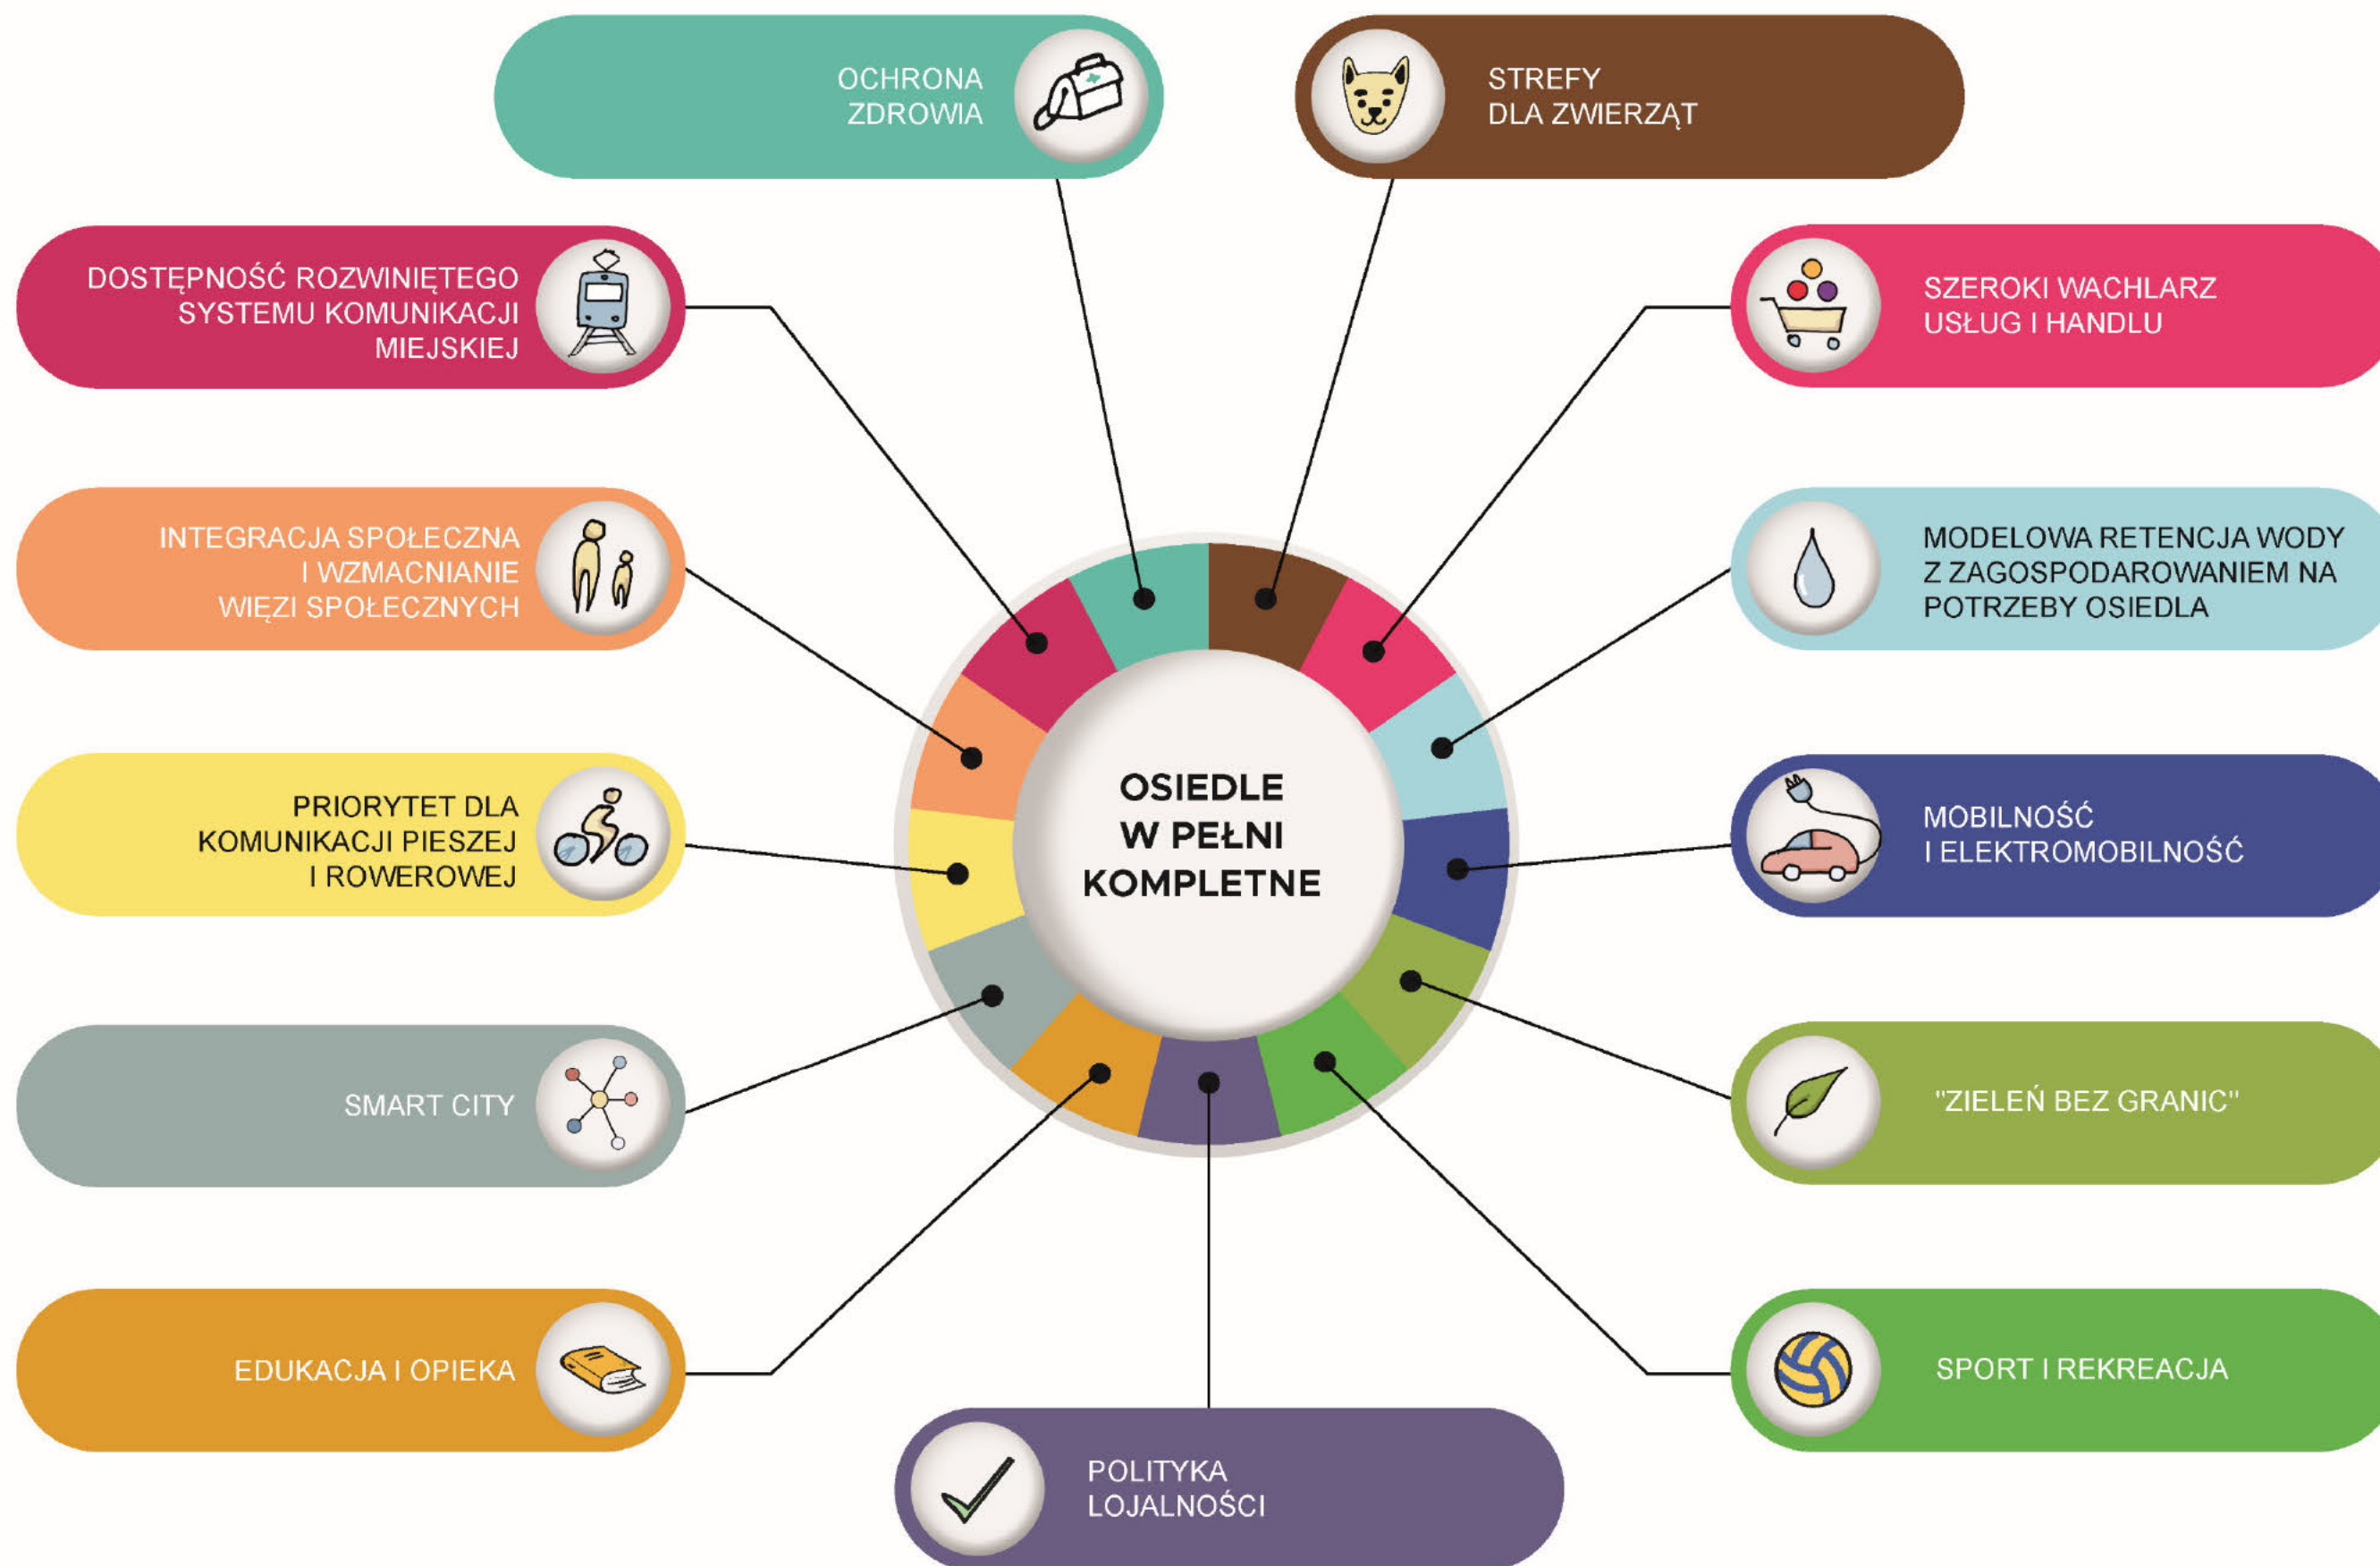 OCHRONA
ZDROWIA
STREFY
DLA ZWIERZĄT
DOSTĘPNOŚĆ ROZWINIĘTEGO
SYSTEMU KOMUNIKACJI
MIEJSKIEJ
SZEROKI WACHLARZ
USŁUG I HANDLU
INTEGRACJA SPOŁECZNA
I WZMACNIANIE
WIĘZI SPOŁECZNYCH
MODELOWA RETENCJA WODY
Z ZAGOSPODAROWANIEM NA
POTRZEBY OSIEDLA
OSIEDLE
W PEŁNI
KOMPLETNE
PRIORYTET DLA
KOMUNIKACJI PIESZEJ
I ROWEROWEJ
MOBILNOŚĆ
I ELEKTROMOBILNOŚĆ
SMART CITY
"ZIELEŃ BEZ GRANIC"
EDUKACJA I OPIEKA
SPORT I REKREACJA
POLITYKA
LOJALNOŚCI